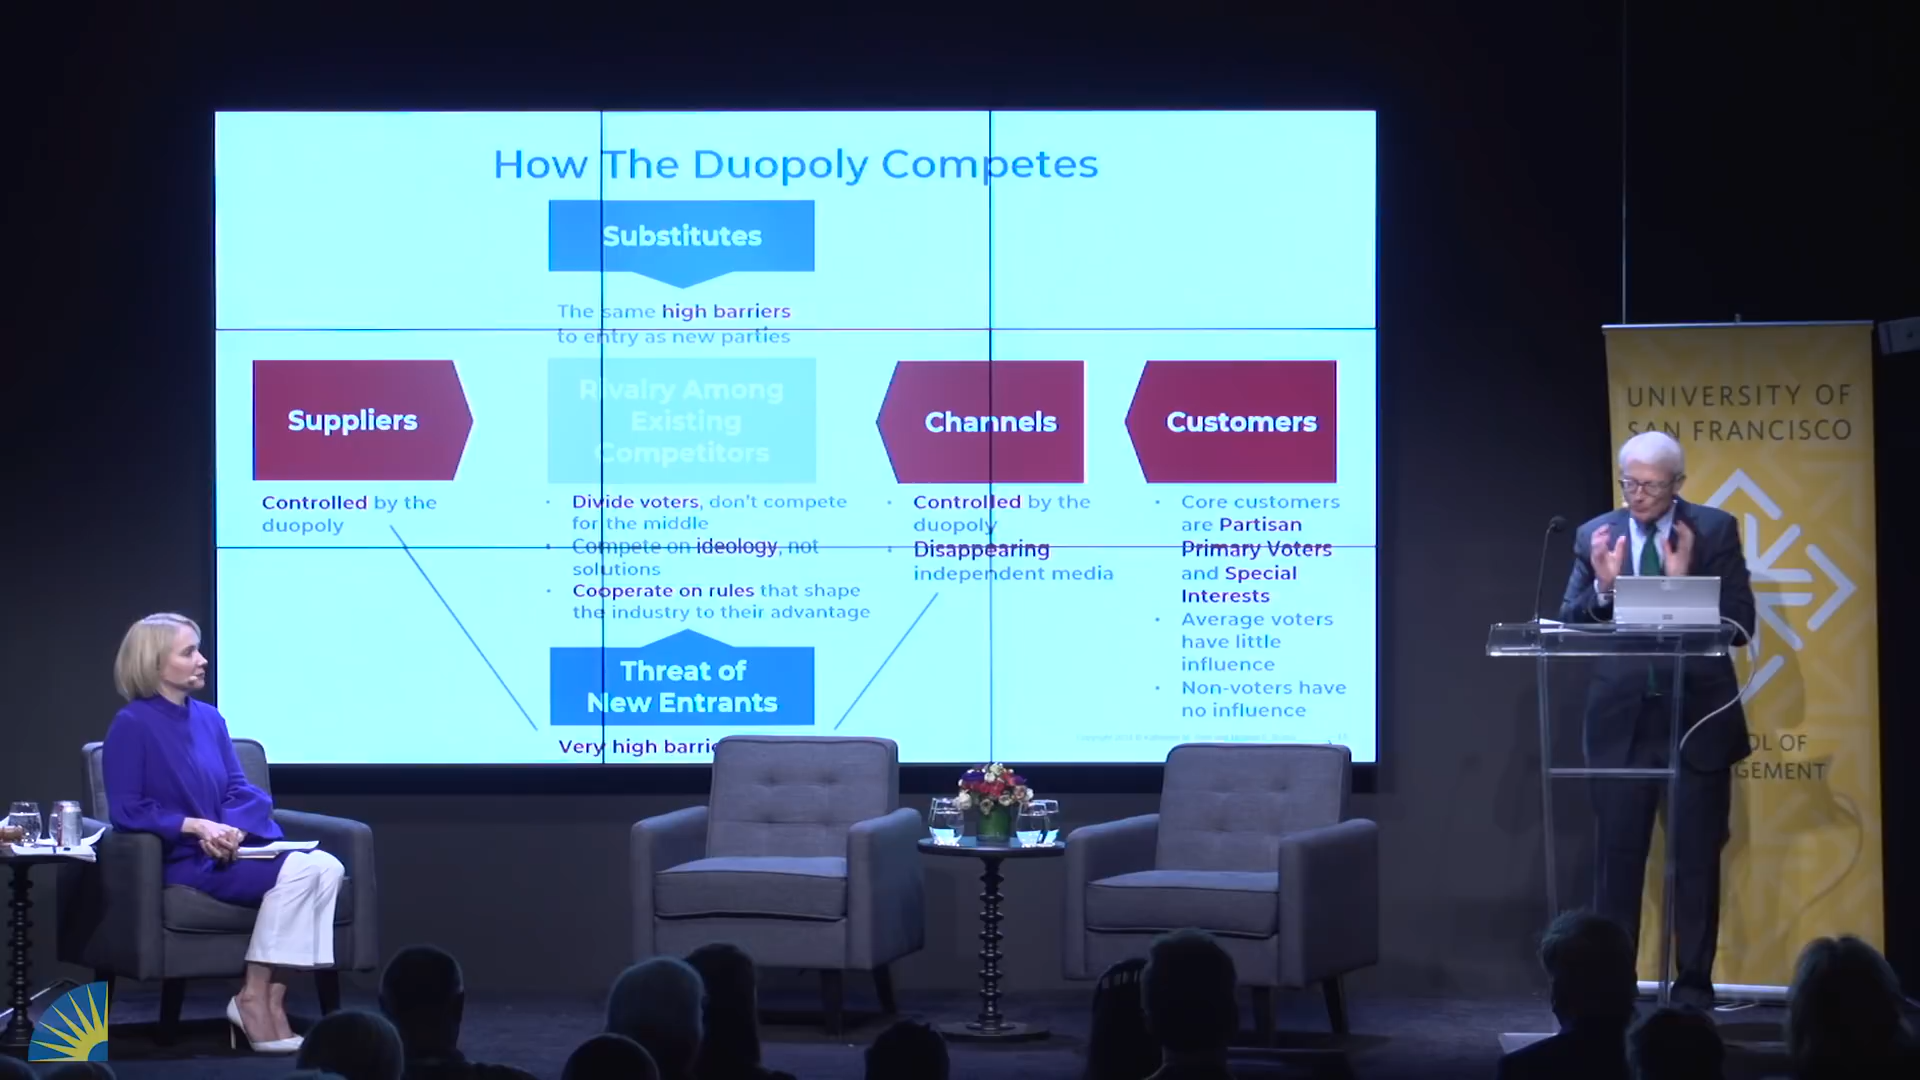 How The Duopoly Competes
Substitutes
The same high barriers
to entry as new parties
Suppliers
Controlled by the
duopoly
Rivalry Among
Existing
Competitors
• Divide voters, don't compete
for the middle
• Compete on ideology, not
solutions
• Cooperate on rules that shape
the industry to their advantage
Channels
• Controlled by the
duopoly
• Disappearing
independent media
Customers
• Core customers
are Partisan
Primary Voters
and Special
Interests
• Average voters
have little
influence
• Non-voters have
no influence
Threat of
New Entrants
Very high barrie
UNIVERSITY OF
SAN FRANCISCO
OL OF
GEMENT